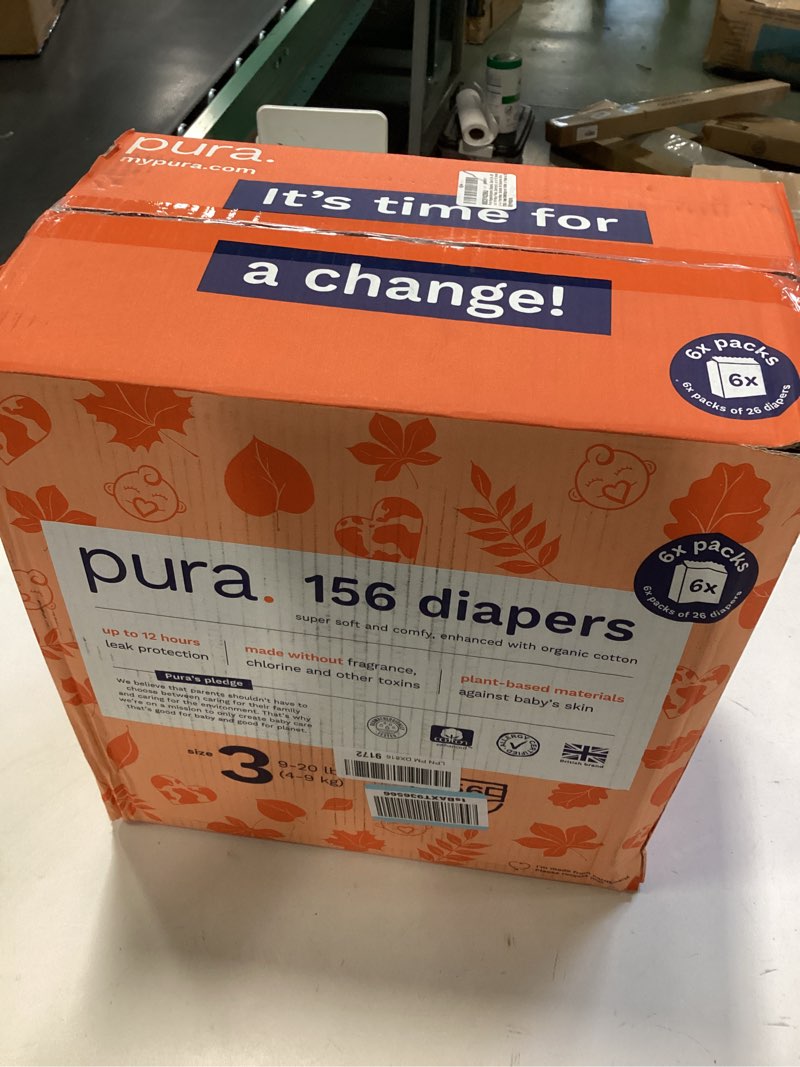 pura.
mypura.com
It's time for
a change!
6x packs
6x
6x packs of 26 diapers
6x packs
6x
6x packs of 26 diapers
pura. 156 diapers
super soft and comfy, enhanced with organic cotton
up to 12 hours
leak protection
made without fragrance,
chlorine and other toxins
plant-based materials
against baby's skin
Pura's pledge
We believe that parents shouldn't have to
choose between caring for their family
and caring for the environment. That's why
we're on a mission to only create baby care
that's good for baby and good for planet.
British brand
size 3 9-20 lb
(4-9 kg)